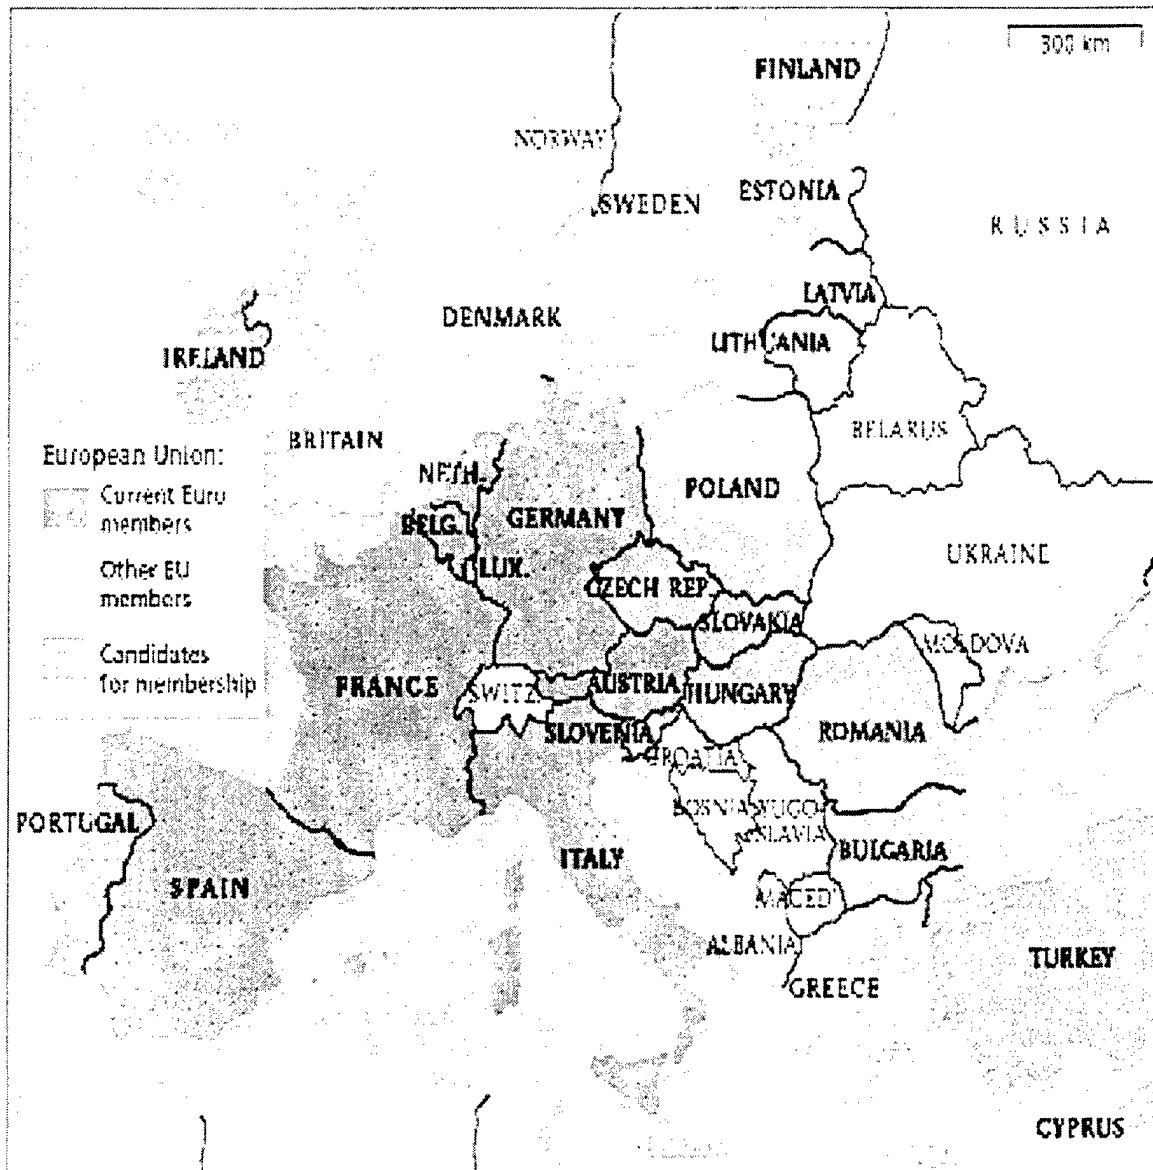 300 km
FINLAND
NORWAY
ESTONIA
SWEDEN
RUSSIA
LATVIA
DENMARK
LITHUANIA
IRELAND
BELARUS
BRITAIN
European Union:
NETH.
POLAND
Current Euro
members
BELG.
GERMANY
UKRAINE
Other EU
members
LUX.
CZECH REP.
SLOVAKIA
MOLDOVA
Candidates
for membership
FRANCE
SWITZ.
AUSTRIA
HUNGARY
SLOVENIA
ROMANIA
CROATIA
PORTUGAL
BOSNIA
YUGO-
SLAVIA
BULGARIA
ITALY
SPAIN
MACED
ALBANIA
TURKEY
GREECE
CYPRUS